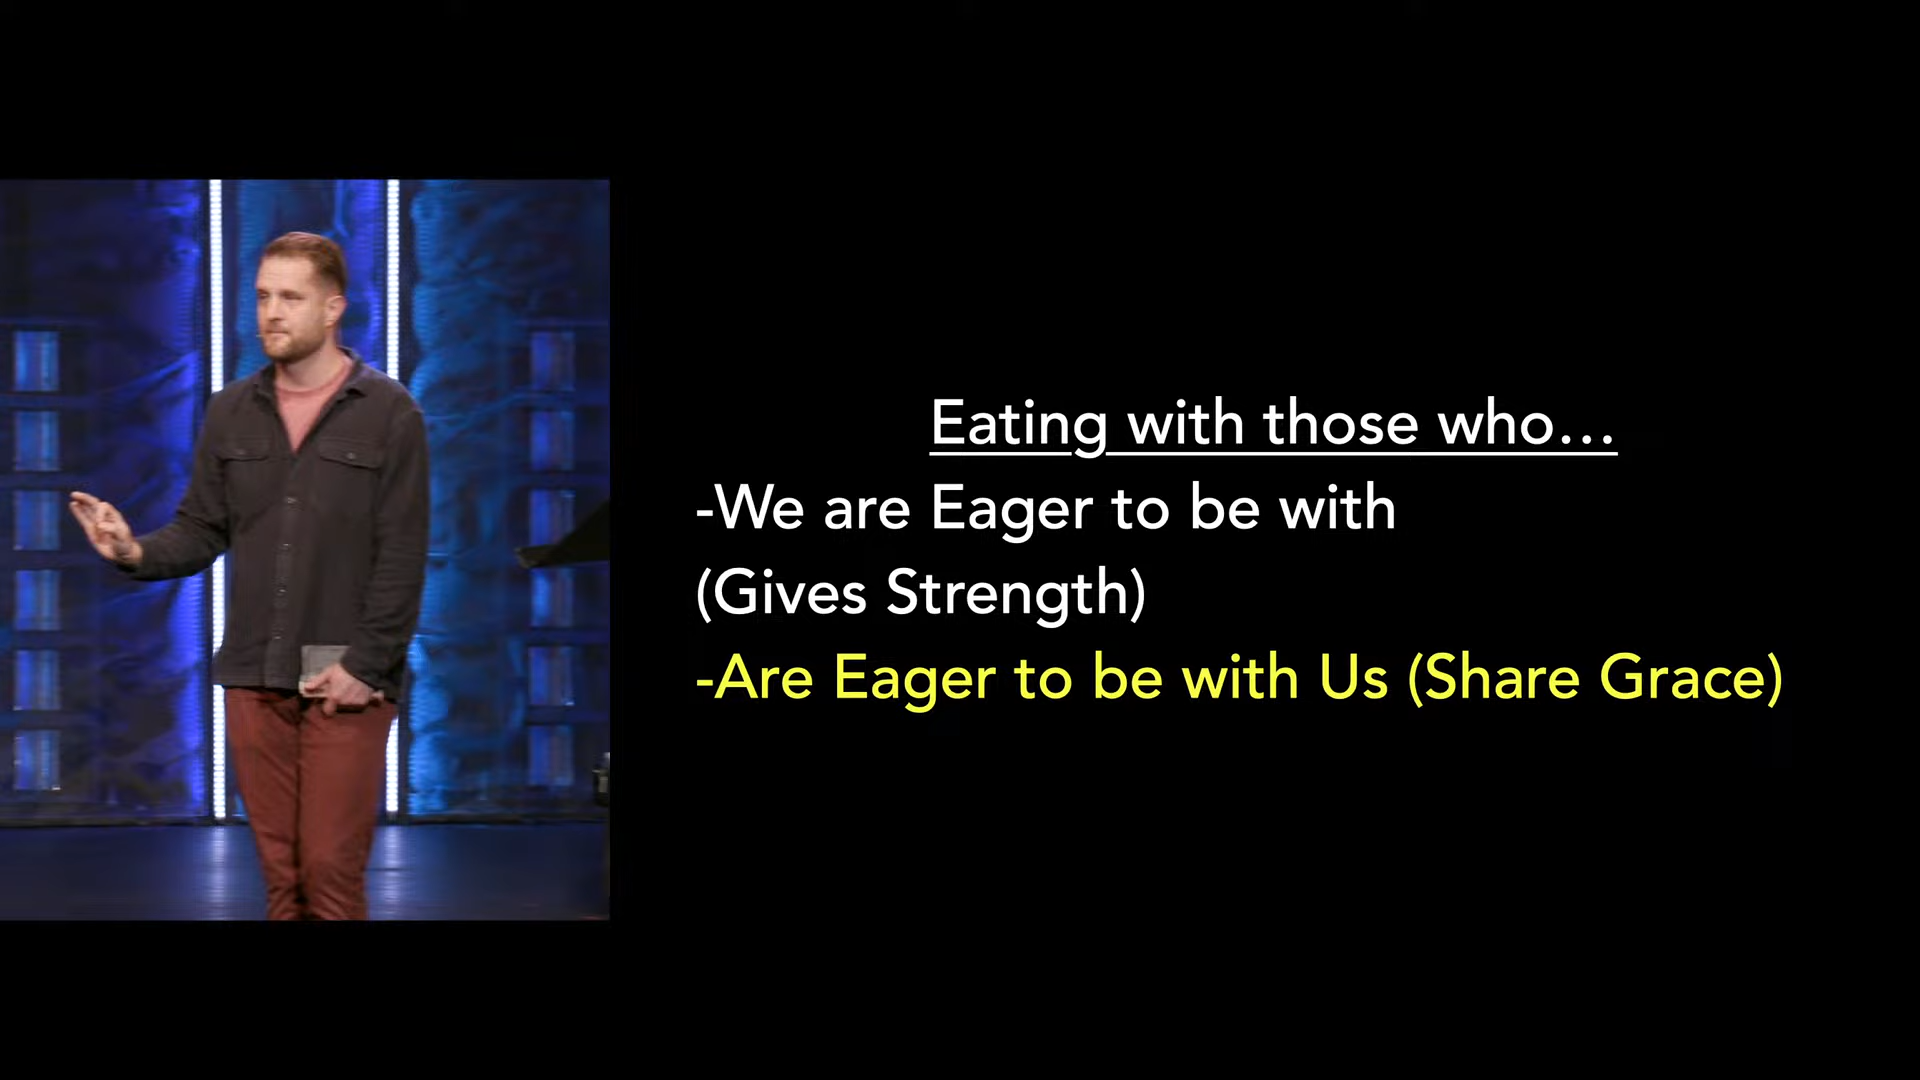 Eating with those who…
-We are Eager to be with
(Gives Strength)
-Are Eager to be with Us (Share Grace)